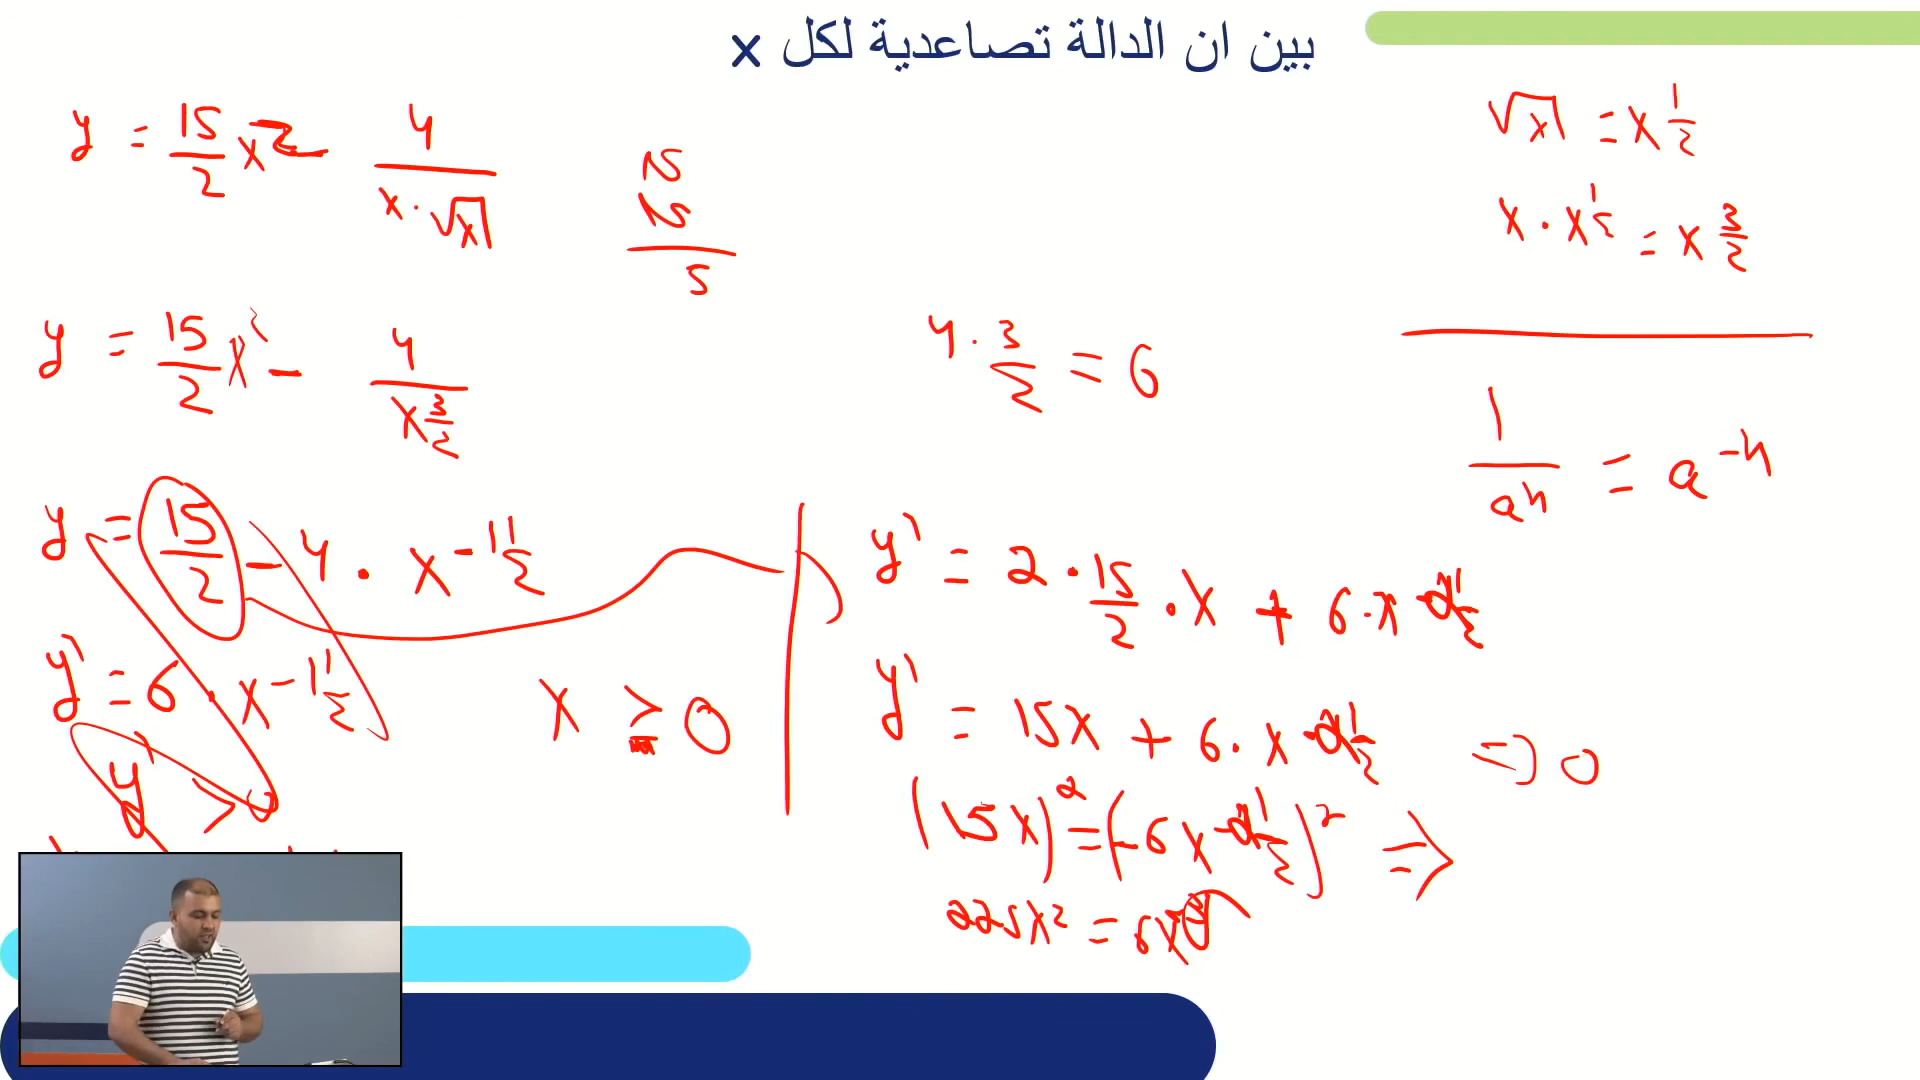 بين ان الدالة تصاعدية لكل x
y = 15/2 x² - 4/(x·√x)
15
15
5
√x = x^(1/2)
x · x^(1/2) = x^(3/2)
y = 15/2 x² - 4/x^(3/2)
4 · 3/2 = 6
1/aⁿ = a⁻ⁿ
y = 15/2 - 4 · x^(-1 1/2)
y' = 6 · x^(-1 1/2)
y' > 0
x ≥ 0
y' = 2 · 15/2 · x + 6 · x
y' = 15x + 6 · x => 0
(15x)² = (-6x)² =>
225x² =